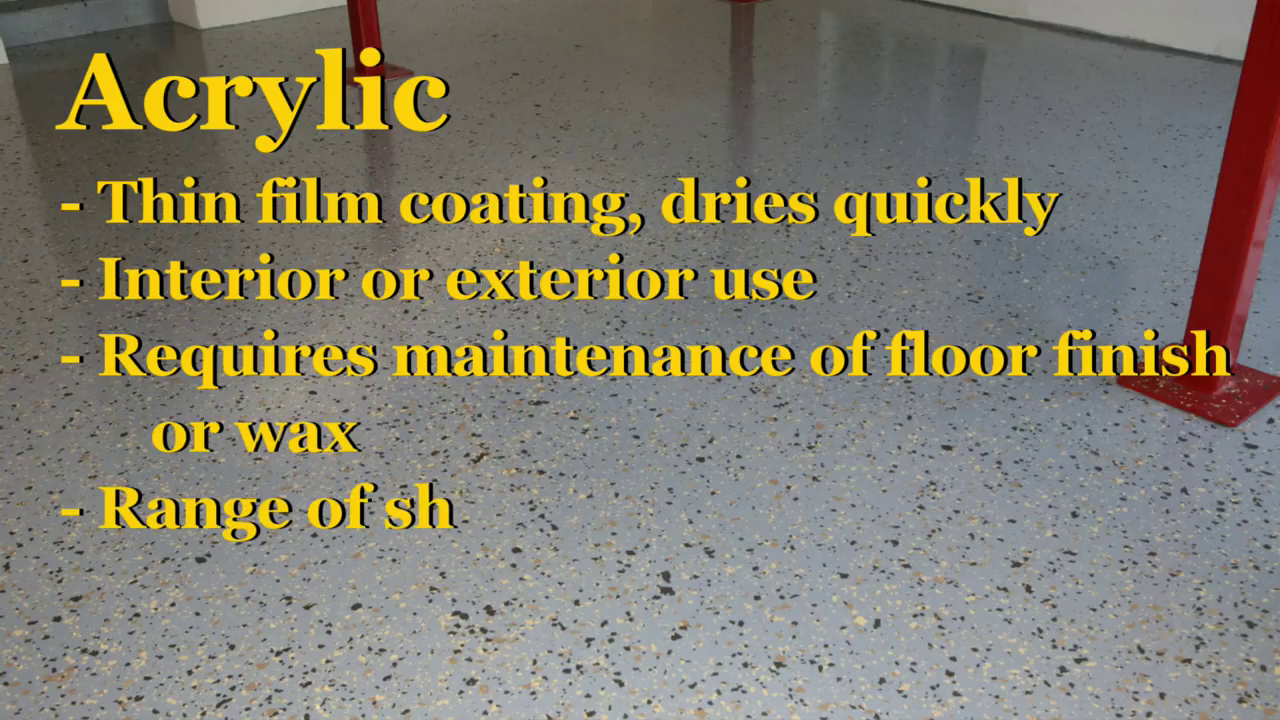 Acrylic
- Thin film coating, dries quickly
- Interior or exterior use
- Requires maintenance of floor finish
or wax
- Range of sh